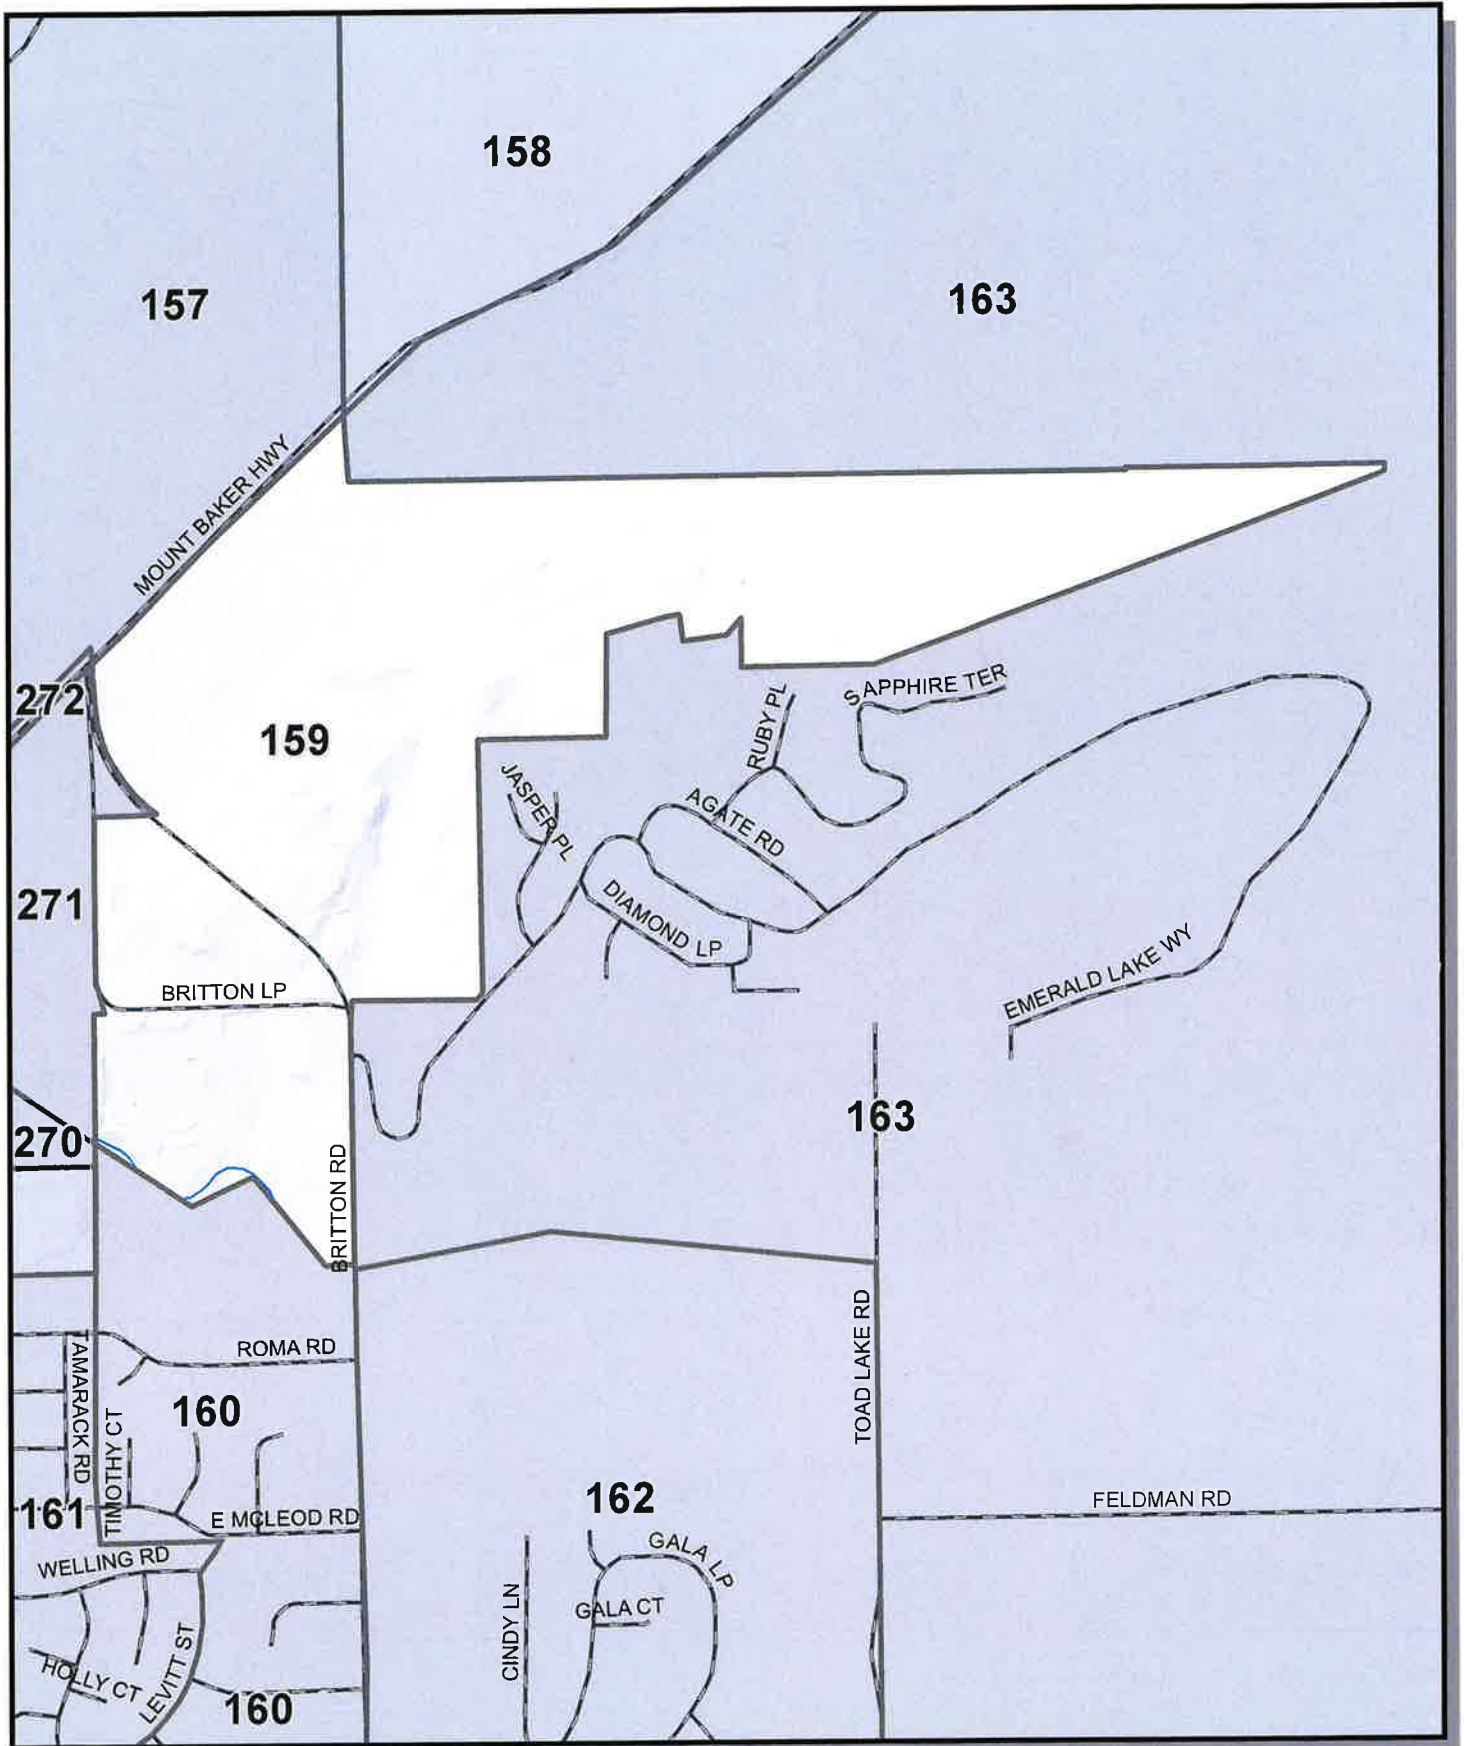 158
157
163
MOUNT BAKER HWY
272
159
SAPPHIRE TER
RUBY PL
JASPER PL
AGATE RD
271
DIAMOND LP
BRITTON LP
EMERALD LAKE WY
163
270
BRITTON RD
ROMA RD
TAMARACK RD
TOAD LAKE RD
160
TIMOTHY CT
162
FELDMAN RD
161
E MCLEOD RD
WELLING RD
GALA LP
CINDY LN
GALA CT
HOLLY CT
LEVITT ST
160